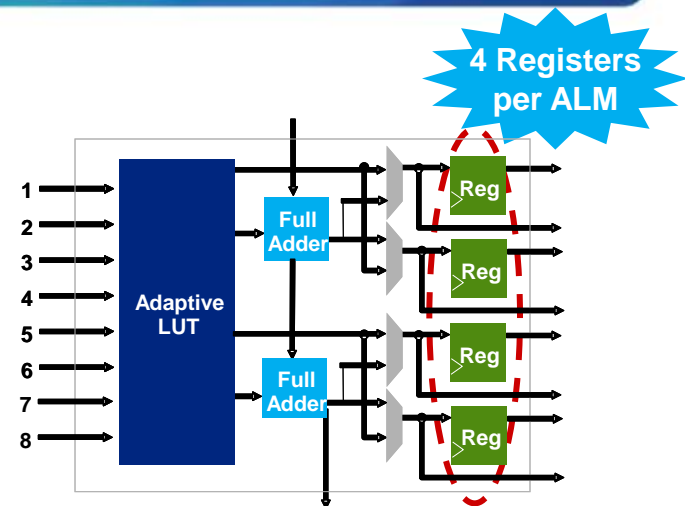 4 Registers
per ALM
1
2
3
4
5
6
7
8
Adaptive
LUT
Full
Adder
Full
Adder
Reg
Reg
Reg
Reg